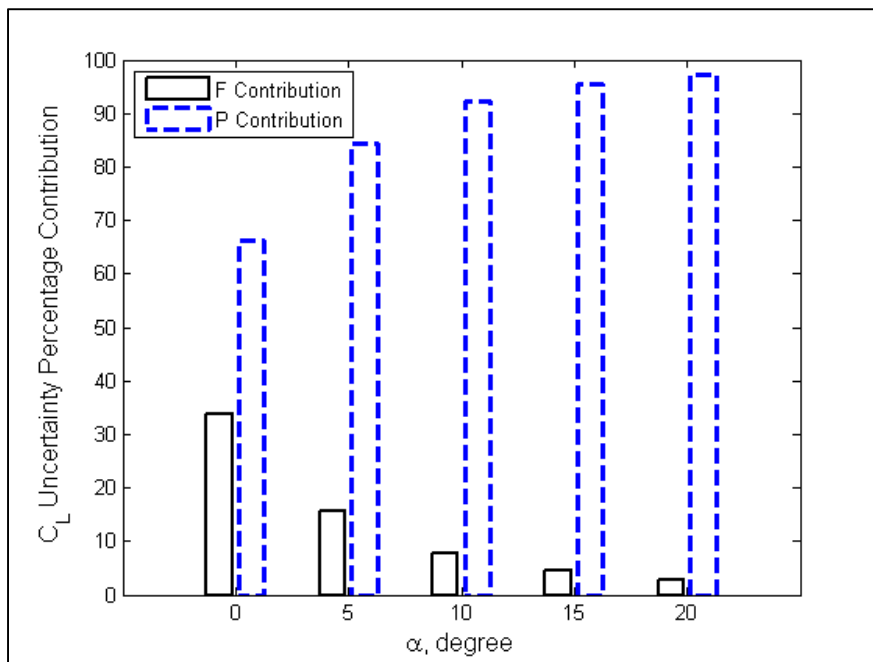 C_L Uncertainty Percentage Contribution
100
90
80
70
60
50
40
30
20
10
0
F Contribution
P Contribution
0 5 10 15 20
α, degree